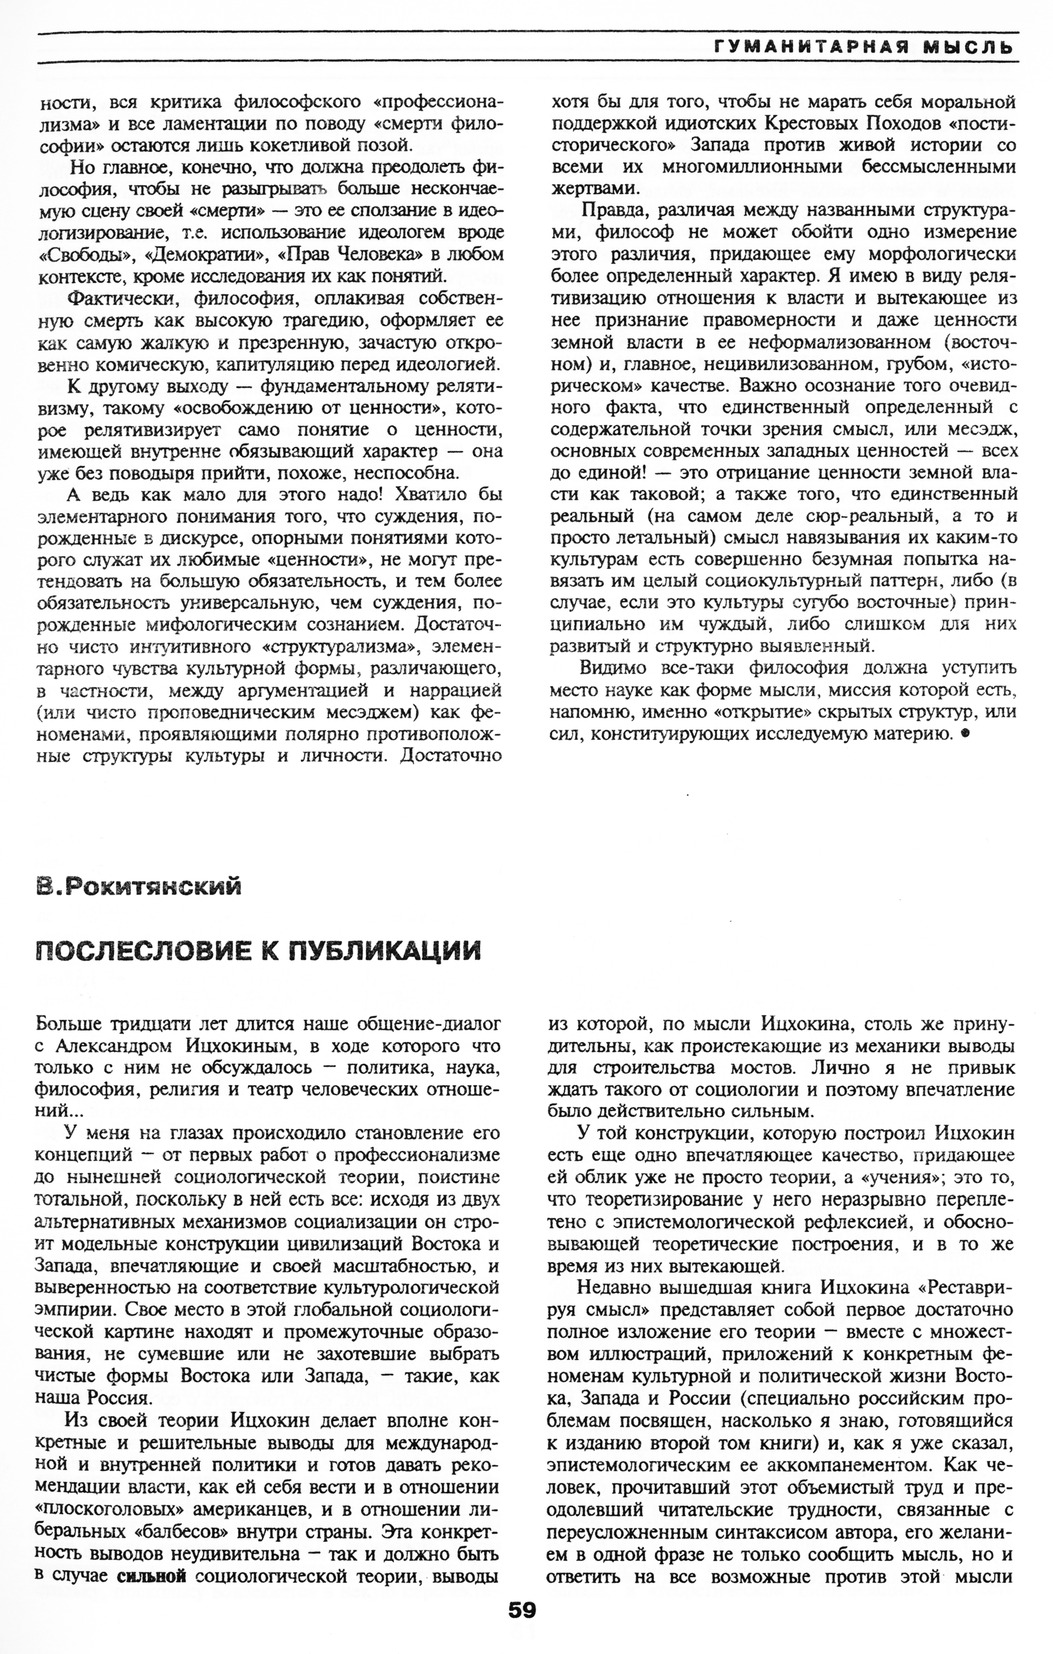 ГУМАНИТАРНАЯ МЫСЛЬ
ности, вся критика философского «профессиона-
лизма» и все ламентации по поводу «смерти фило-
софии» остаются лишь кокетливой позой.
Но главное, конечно, что должна преодолеть фи-
лософия, чтобы не разыгрывать больше нескончае-
мую сцену своей «смерти» — это ее сползание в идео-
логизирование, т.е. использование идеологем вроде
«Свободы», «Демократии», «Прав Человека» в любом
контексте, кроме исследования их как понятий.
Фактически, философия, оплакивая собствен-
ную смерть как высокую трагедию, оформляет ее
как самую жалкую и презренную, зачастую откро-
венно комическую, капитуляцию перед идеологией.
К другому выходу — фундаментальному реляти-
визму, такому «освобождению от ценности», кото-
рое релятивизирует само понятие о ценности,
имеющей внутренне обязывающий характер — она
уже без поводыря прийти, похоже, неспособна.
А ведь как мало для этого надо! Хватило бы
элементарного понимания того, что суждения, по-
рожденные в дискурсе, опорными понятиями кото-
рого служат их любимые «ценности», не могут пре-
тендовать на большую обязательность, и тем более
обязательность универсальную, чем суждения, по-
рожденные мифологическим сознанием. Достаточ-
но чисто интуитивного «структурализма», элемен-
тарного чувства культурной формы, различающего,
в частности, между аргументацией и наррацией
(или чисто проповедническим месэджем) как фе-
номенами, проявляющими полярно противополож-
ные структуры культуры и личности. Достаточно
хотя бы для того, чтобы не марать себя моральной
поддержкой идиотских Крестовых Походов «пости-
сторического» Запада против живой истории со
всеми их многомиллионными бессмысленными
жертвами.
Правда, различая между названными структура-
ми, философ не может обойти одно измерение
этого различия, придающее ему морфологически
более определенный характер. Я имею в виду реля-
тивизацию отношения к власти и вытекающее из
нее признание правомерности и даже ценности
земной власти в ее неформализованном (восточ-
ном) и, главное, нецивилизованном, грубом, «исто-
рическом» качестве. Важно осознание того очевид-
ного факта, что единственный определенный с
содержательной точки зрения смысл, или месэдж,
основных современных западных ценностей — всех
до единой! — это отрицание ценности земной вла-
сти как таковой; а также того, что единственный
реальный (на самом деле сюр-реальный, а то и
просто летальный) смысл навязывания их каким-то
культурам есть совершенно безумная попытка на-
вязать им целый социокультурный паттерн, либо (в
случае, если это культуры сугубо восточные) прин-
ципиально им чуждый, либо слишком для них
развитый и структурно выявленный.
Видимо все-таки философия должна уступить
место науке как форме мысли, миссия которой есть,
напомню, именно «открытие» скрытых структур, или
сил, конституирующих исследуемую материю. •
В.Рокитянский
ПОСЛЕСЛОВИЕ К ПУБЛИКАЦИИ
Больше тридцати лет длится наше общение-диалог
с Александром Ицхокиным, в ходе которого что
только с ним не обсуждалось — политика, наука,
философия, религия и театр человеческих отноше-
ний...
У меня на глазах происходило становление его
концепций — от первых работ о профессионализме
до нынешней социологической теории, поистине
тотальной, поскольку в ней есть все: исходя из двух
альтернативных механизмов социализации он стро-
ит модельные конструкции цивилизаций Востока и
Запада, впечатляющие и своей масштабностью, и
выверенностью на соответствие культурологической
эмпирии. Свое место в этой глобальной социологи-
ческой картине находят и промежуточные образо-
вания, не сумевшие или не захотевшие выбрать
чистые формы Востока или Запада, — такие, как
наша Россия.
Из своей теории Ицхокин делает вполне кон-
кретные и решительные выводы для международ-
ной и внутренней политики и готов давать реко-
мендации власти, как ей себя вести и в отношении
«плоскоголовых» американцев, и в отношении ли-
беральных «балбесов» внутри страны. Эта конкрет-
ность выводов неудивительна — так и должно быть
в случае сильной социологической теории, выводы
из которой, по мысли Ицхокина, столь же прину-
дительны, как проистекающие из механики выводы
для строительства мостов. Лично я не привык
ждать такого от социологии и поэтому впечатление
было действительно сильным.
У той конструкции, которую построил Ицхокин
есть еще одно впечатляющее качество, придающее
ей облик уже не просто теории, а «учения»; это то,
что теоретизирование у него неразрывно перепле-
тено с эпистемологической рефлексией, и обосно-
вывающей теоретические построения, и в то же
время из них вытекающей.
Недавно вышедшая книга Ицхокина «Реставри-
руя смысл» представляет собой первое достаточно
полное изложение его теории — вместе с множест-
вом иллюстраций, приложений к конкретным фе-
номенам культурной и политической жизни Восто-
ка, Запада и России (специально российским про-
блемам посвящен, насколько я знаю, готовящийся
к изданию второй том книги) и, как я уже сказал,
эпистемологическим ее аккомпанементом. Как че-
ловек, прочитавший этот объемистый труд и пре-
одолевший читательские трудности, связанные с
переусложненным синтаксисом автора, его желани-
ем в одной фразе не только сообщить мысль, но и
ответить на все возможные против этой мысли
59